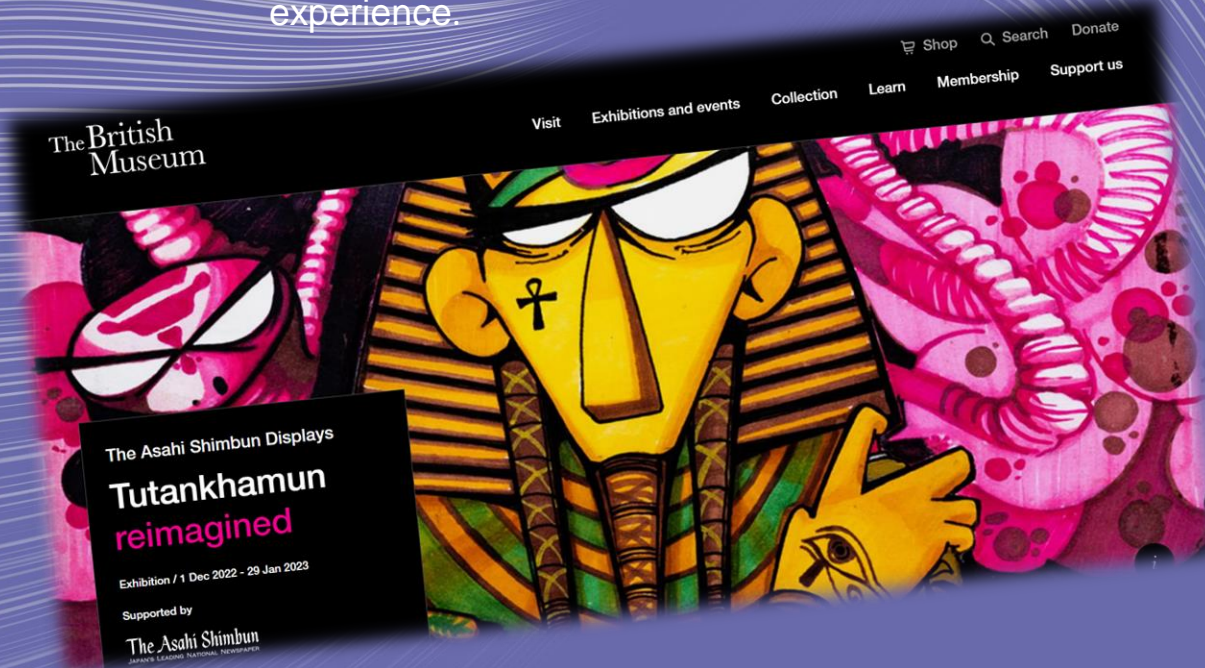 experience.
Shop Search Donate
The British
Museum
Visit Exhibitions and events Collection Learn Membership Support us
The Asahi Shimbun Displays
Tutankhamun
reimagined
Exhibition / 1 Dec 2022 - 29 Jan 2023
Supported by
The Asahi Shimbun
JAPAN'S LEADING NATIONAL NEWSPAPER